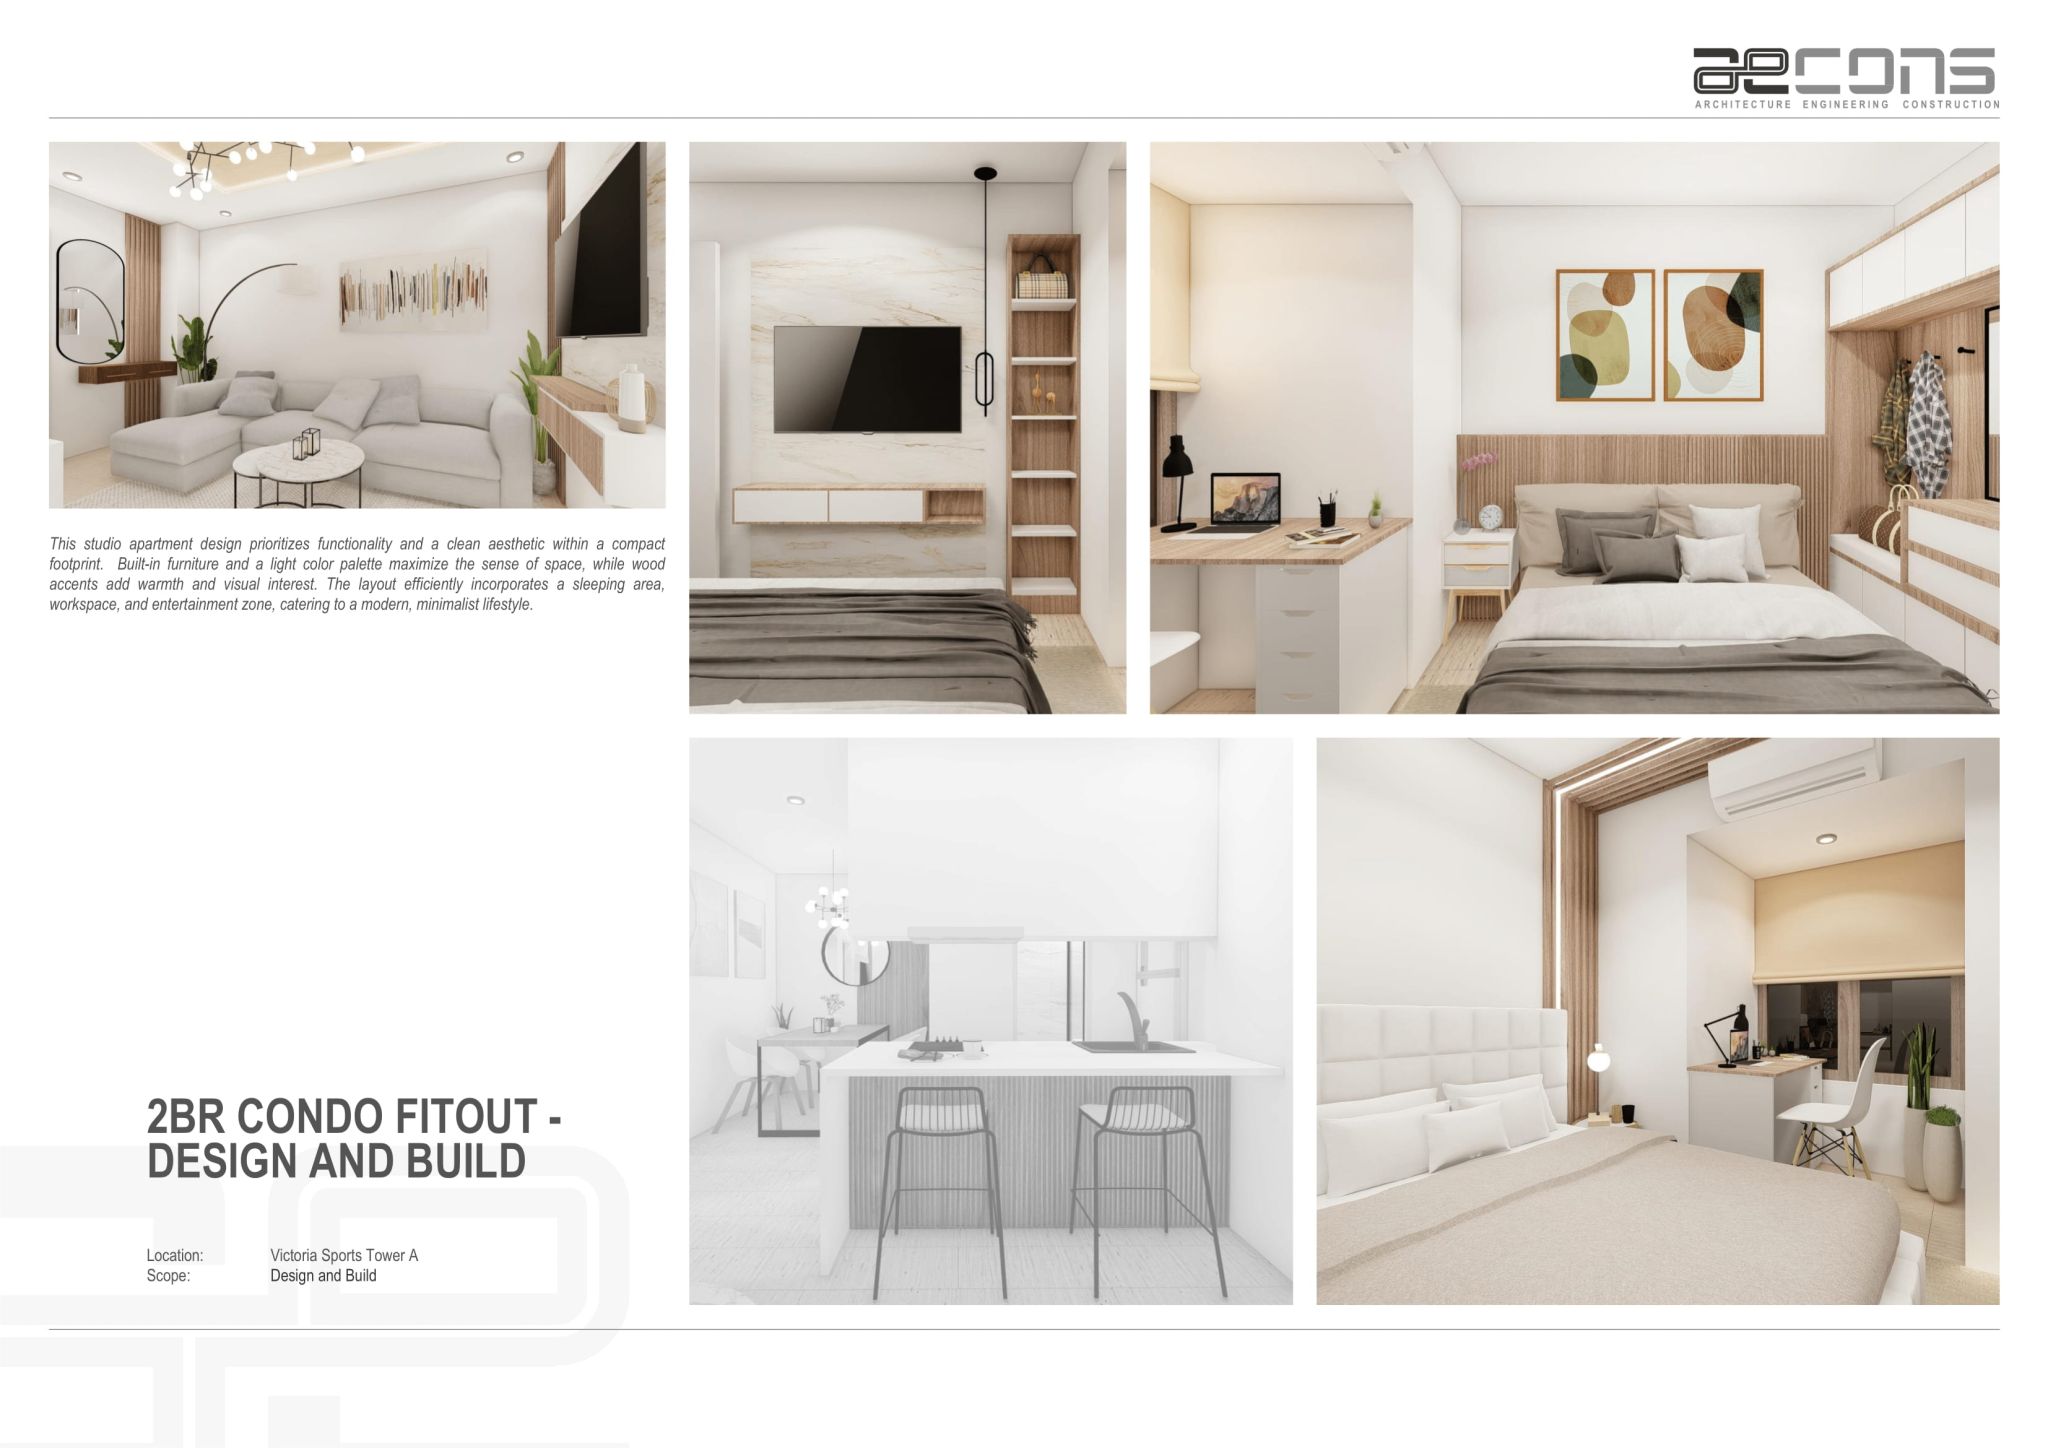 aecons
ARCHITECTURE ENGINEERING CONSTRUCTION
This studio apartment design prioritizes functionality and a clean aesthetic within a compact
footprint. Built-in furniture and a light color palette maximize the sense of space, while wood
accents add warmth and visual interest. The layout efficiently incorporates a sleeping area,
workspace, and entertainment zone, catering to a modern, minimalist lifestyle.
2BR CONDO FITOUT -
DESIGN AND BUILD
Location: Victoria Sports Tower A
Scope: Design and Build